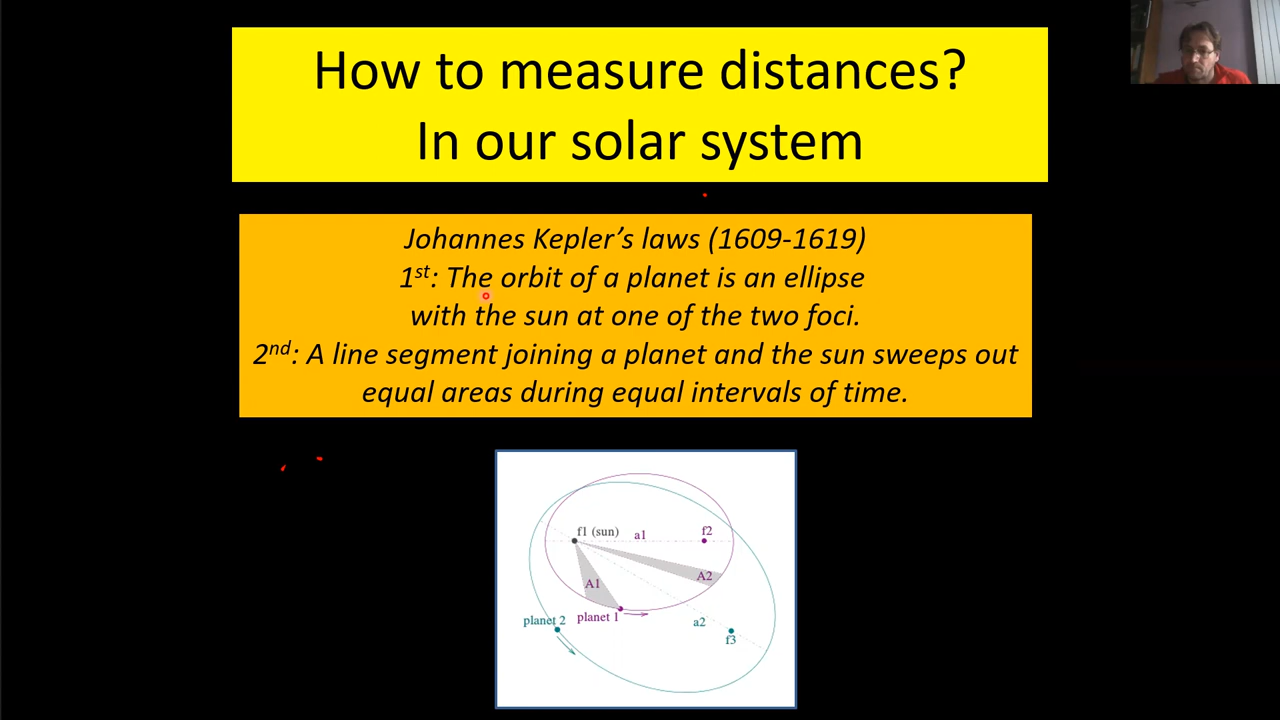 How to measure distances?
In our solar system
Johannes Kepler’s laws (1609-1619)
1st: The orbit of a planet is an ellipse
with the sun at one of the two foci.
2nd: A line segment joining a planet and the sun sweeps out
equal areas during equal intervals of time.
f1 (sun)
a1
f2
A1
A2
planet 1
planet 2
a2
f3